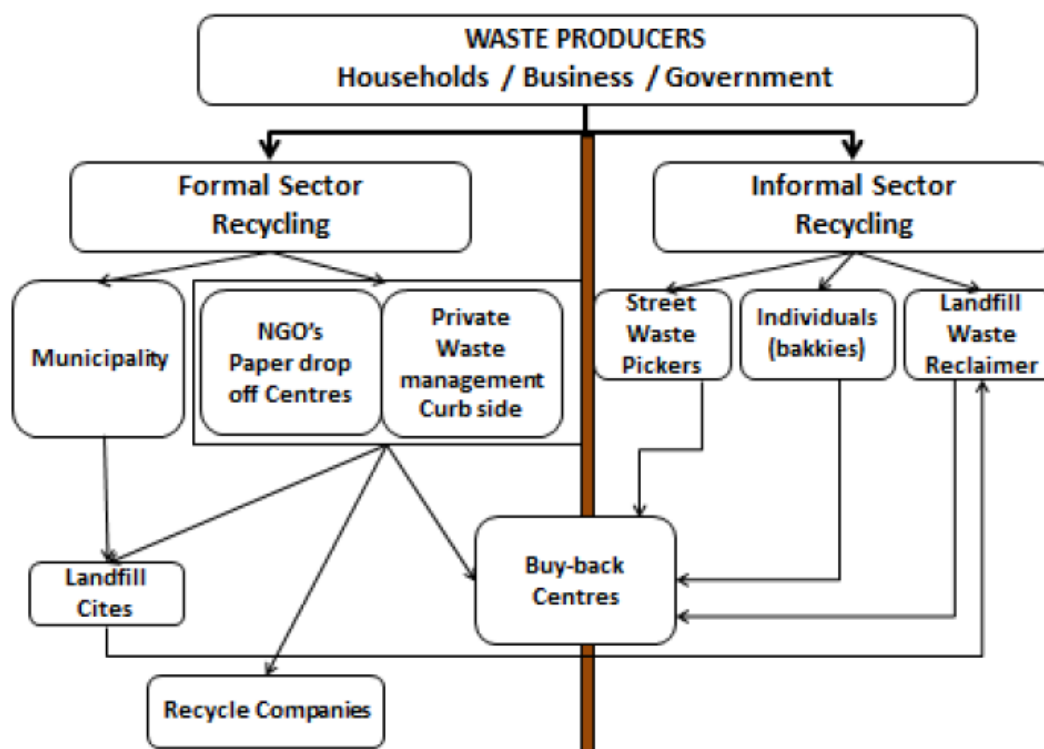 WASTE PRODUCERS
Households / Business / Government
Formal Sector
Recycling
Informal Sector
Recycling
Municipality
NGO's
Paper drop
off Centres
Private
Waste
management
Curb side
Street
Waste
Pickers
Individuals
(bakkies)
Landfill
Waste
Reclaimer
Landfill
Cites
Buy-back
Centres
Recycle Companies